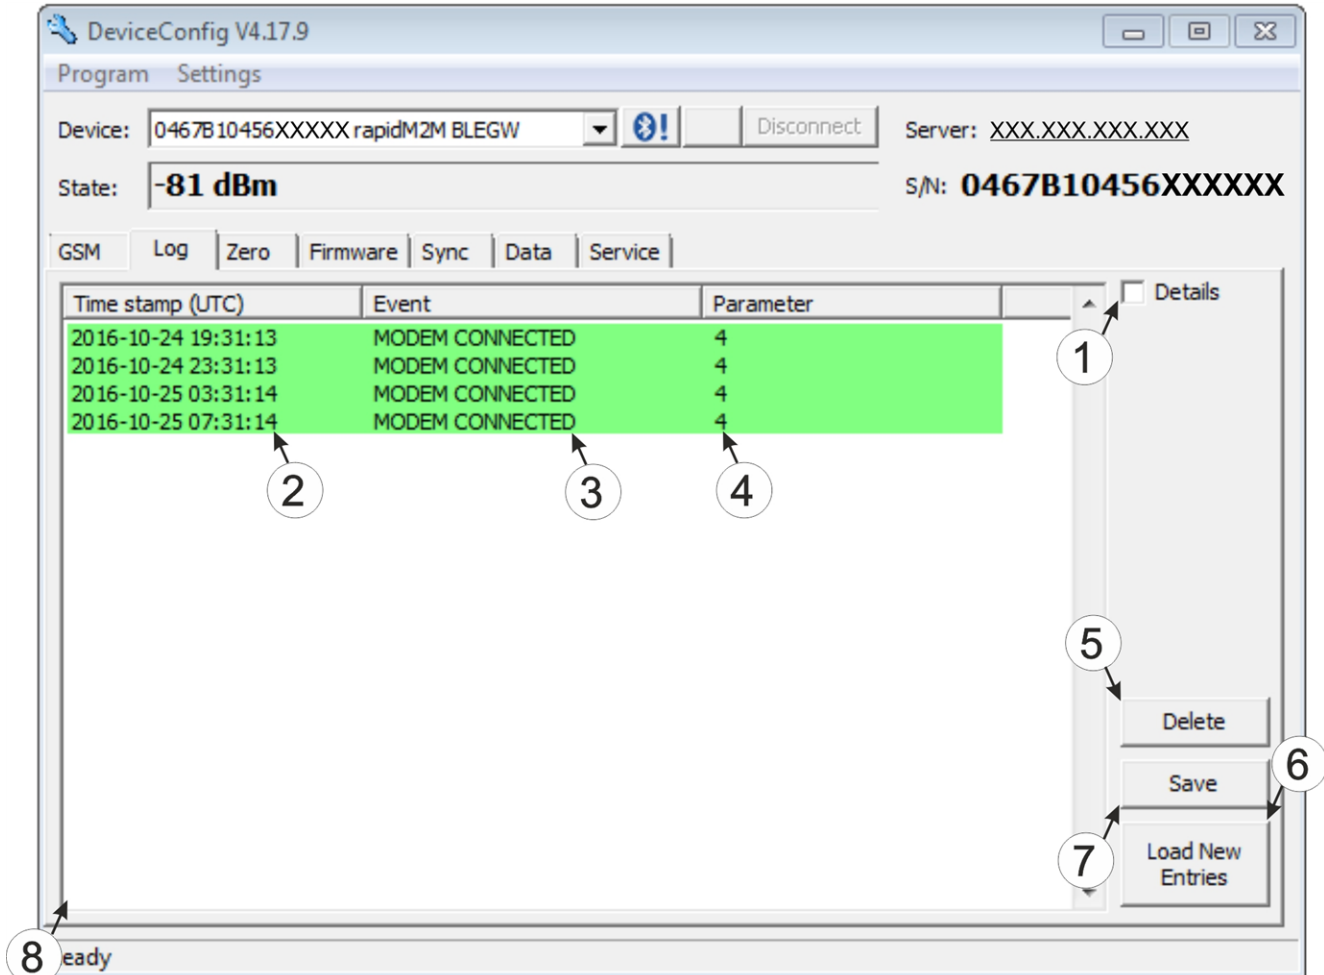 DeviceConfig V4.17.9
Program Settings
Device: 0467B10456XXXXX rapidM2M BLEGW Disconnect Server: XXX.XXX.XXX.XXX
State: -81 dBm S/N: 0467B10456XXXXXX
GSM Log Zero Firmware Sync Data Service
Time stamp (UTC) Event Parameter Details
2016-10-24 19:31:13 MODEM CONNECTED 4
1
2016-10-24 23:31:13 MODEM CONNECTED 4
2016-10-25 03:31:14 MODEM CONNECTED 4
2016-10-25 07:31:14 MODEM CONNECTED 4
2 3 4
5
Delete
6
Save
7
Load New
Entries
8 eady